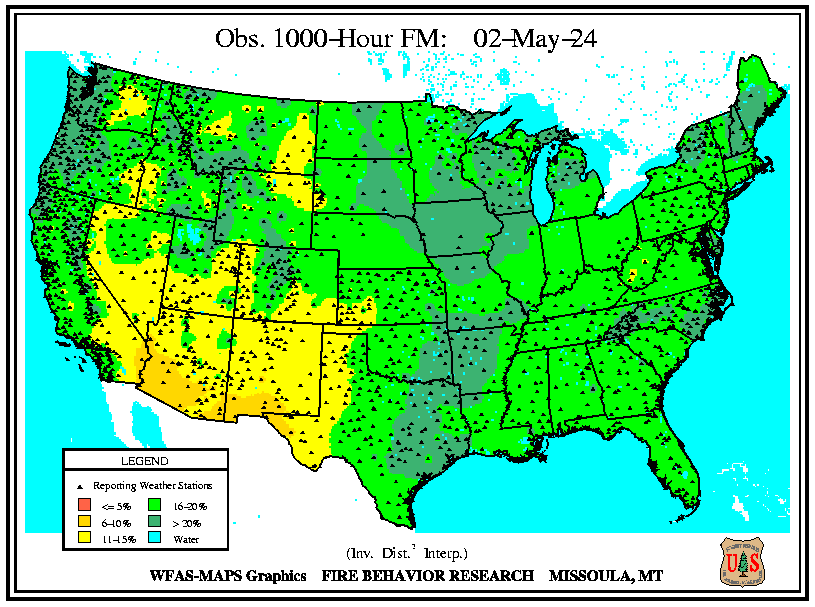 Obs. 1000-Hour FM: 02-May-24
LEGEND
Reporting Weather Stations
<= 5%
16-20%
6-10%
> 20%
11-15%
Water
(Inv. Dist.² Interp.)
WFAS-MAPS Graphics FIRE BEHAVIOR RESEARCH MISSOULA, MT
U S